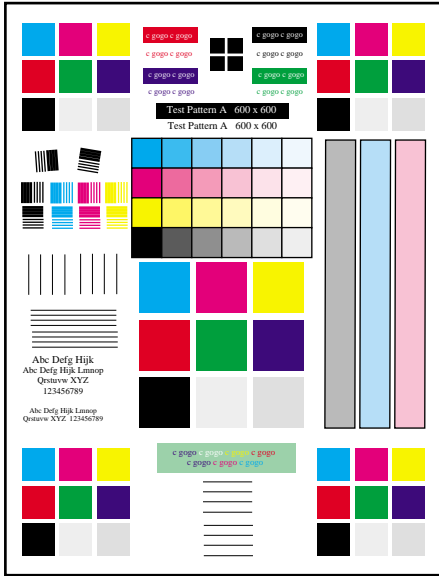 c gogo c gogo
c gogo c gogo
c gogo c gogo
c gogo c gogo
c gogo c gogo
c gogo c gogo
c gogo c gogo
c gogo c gogo
Test Pattern A 600 x 600
Test Pattern A 600 x 600
Abc Defg Hijk
Abc Defg Hijk Lmnop
Qrstuvw XYZ
123456789
Abc Defg Hijk Lmnop
Qrstuvw XYZ 123456789
c gogo c gogo c gogo c gogo
c gogo c gogo c gogo